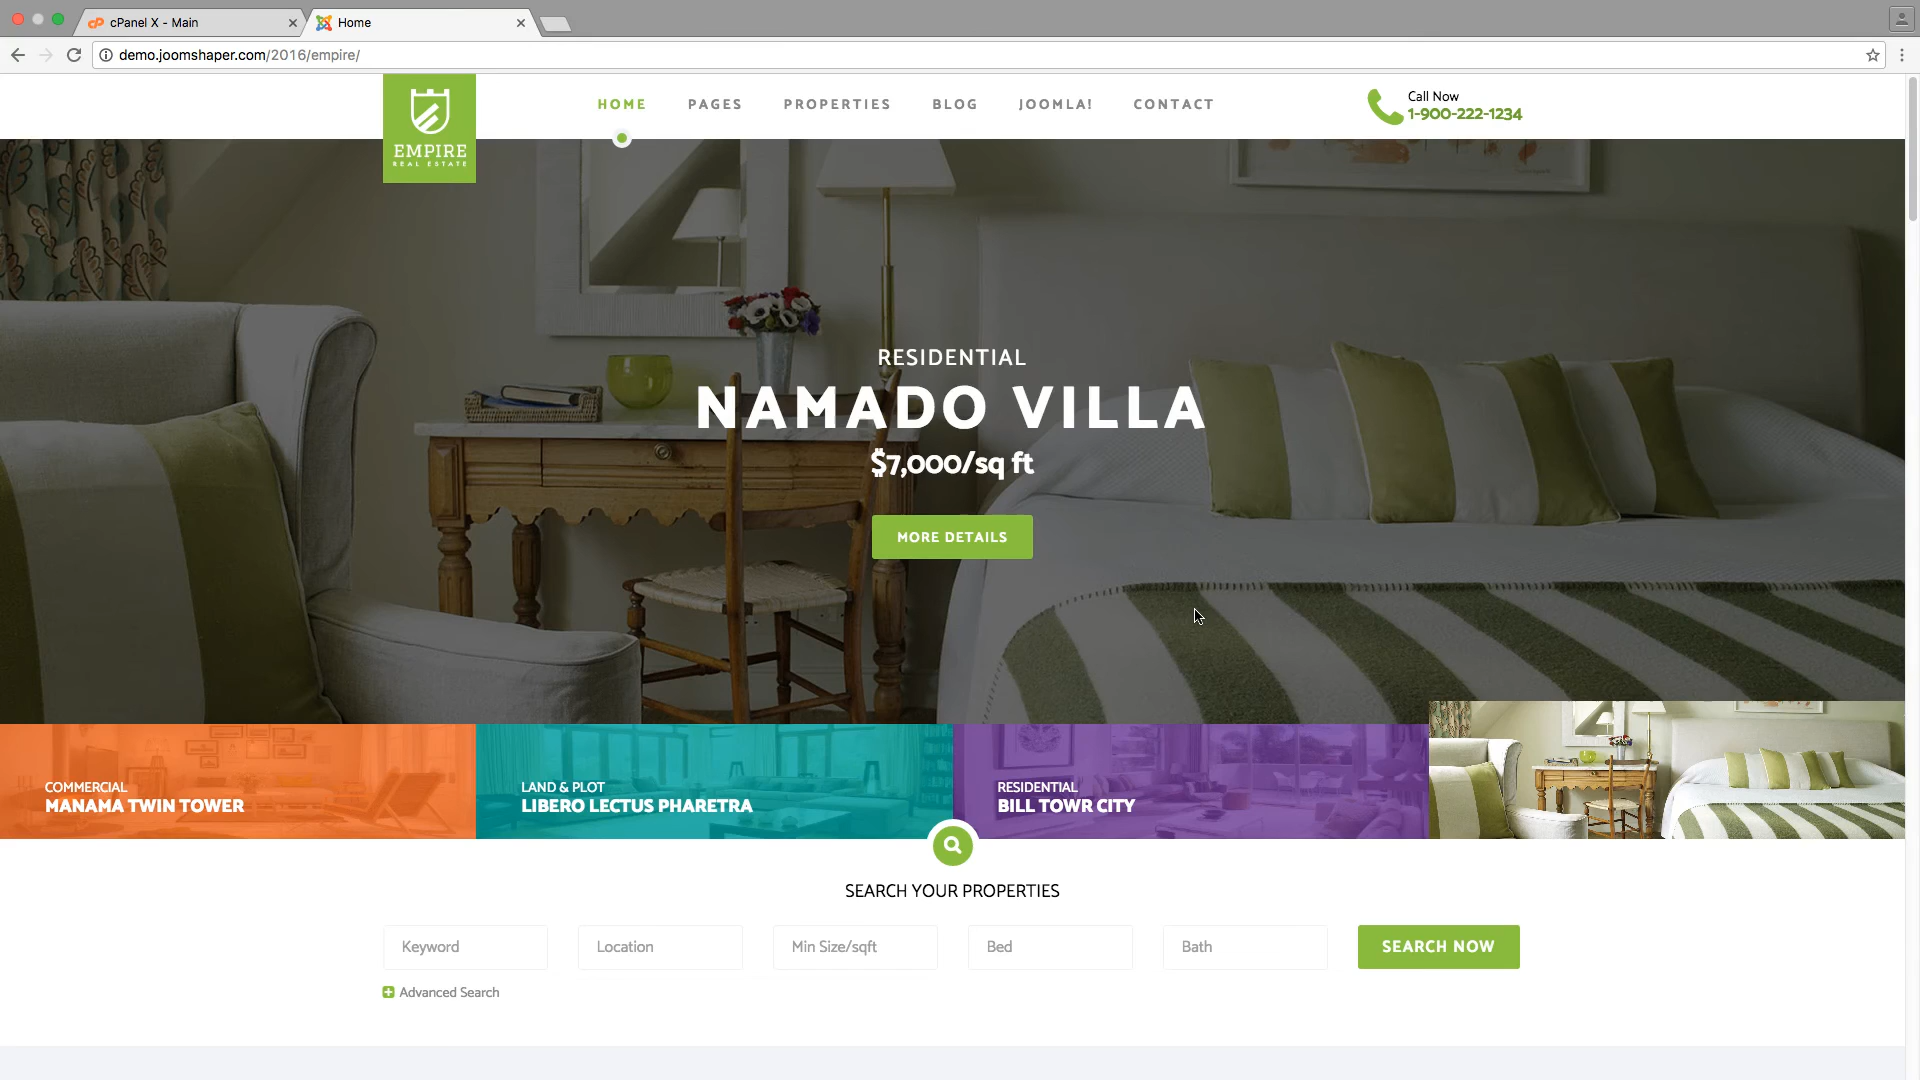 cPanel X - Main
Home
demo.joomshaper.com/2016/empire/
EMPIRE
REAL ESTATE
HOME
PAGES
PROPERTIES
BLOG
JOOMLA!
CONTACT
Call Now
1-900-222-1234
RESIDENTIAL
NAMADO VILLA
$7,000/sq ft
MORE DETAILS
COMMERCIAL
MANAMA TWIN TOWER
LAND & PLOT
LIBERO LECTUS PHARETRA
RESIDENTIAL
BILL TOWR CITY
SEARCH YOUR PROPERTIES
Keyword
Location
Min Size/sqft
Bed
Bath
SEARCH NOW
Advanced Search